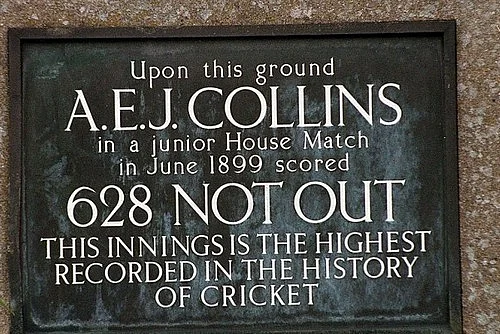 Upon this ground
A.E.J. COLLINS
in a junior House Match
in June 1899 scored
628 NOT OUT
THIS INNINGS IS THE HIGHEST
RECORDED IN THE HISTORY
OF CRICKET